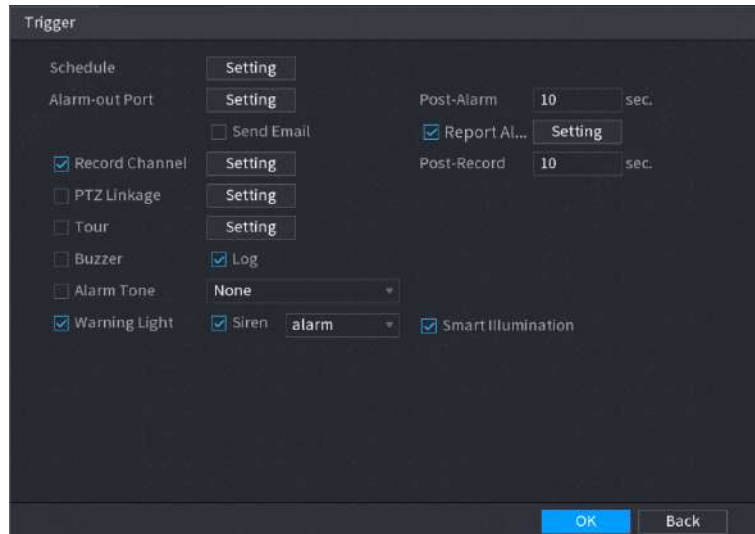 Trigger
Schedule Setting
Alarm-out Port Setting Post-Alarm 10 sec.
Send Email Report Al... Setting
Record Channel Setting Post-Record 10 sec.
PTZ Linkage Setting
Tour Setting
Buzzer Log
Alarm Tone None
Warning Light Siren alarm Smart Illumination
OK Back